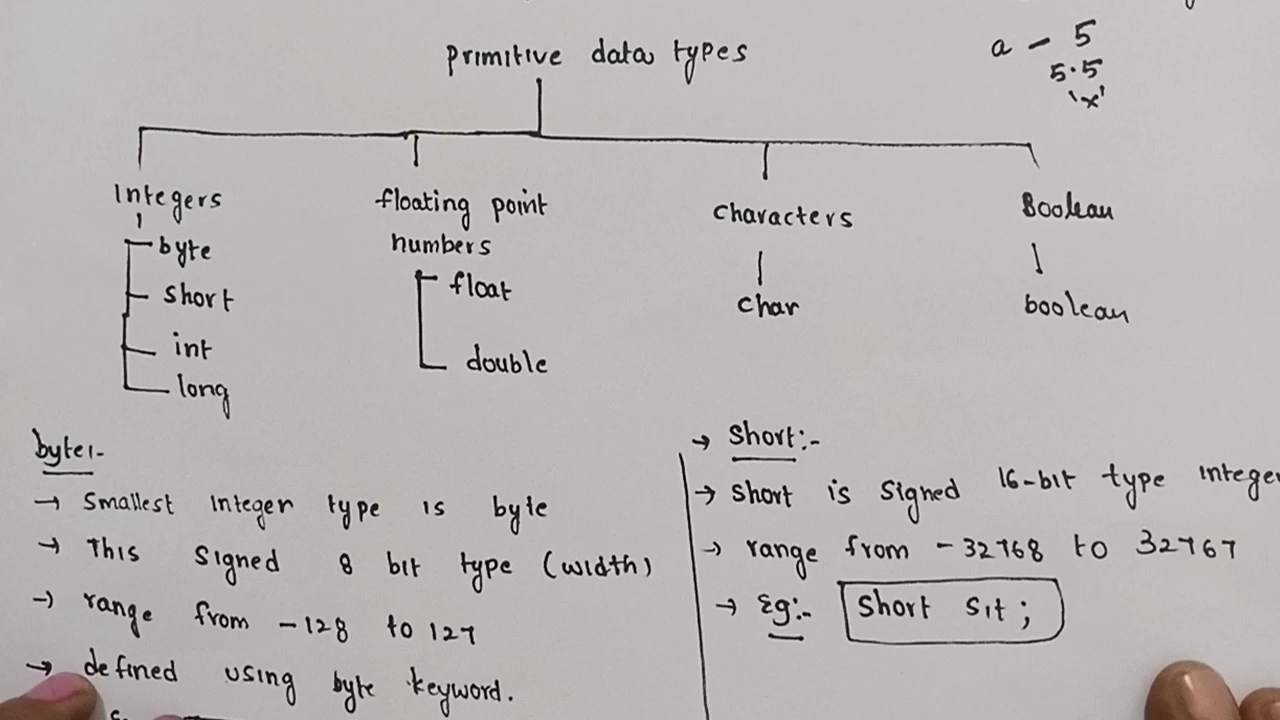 Primitive data types
a - 5
5.5
'x'
Integers
byte
short
int
long
floating point
numbers
float
double
characters
char
Boolean
boolean
byte:-
→ Smallest Integer type is byte
→ This signed 8 bit type (width)
→ range from -128 to 127
→ defined using byte keyword.
→ Short:-
→ Short is signed 16-bit type Integer
→ range from -32768 to 32767
→ Eg:- Short s,t;